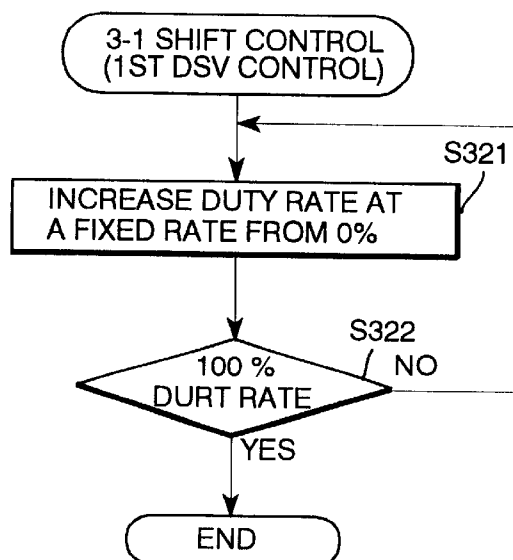 3-1 SHIFT CONTROL
(1ST DSV CONTROL)
S321
INCREASE DUTY RATE AT
A FIXED RATE FROM 0%
S322
100 %
DURT RATE
NO
YES
END